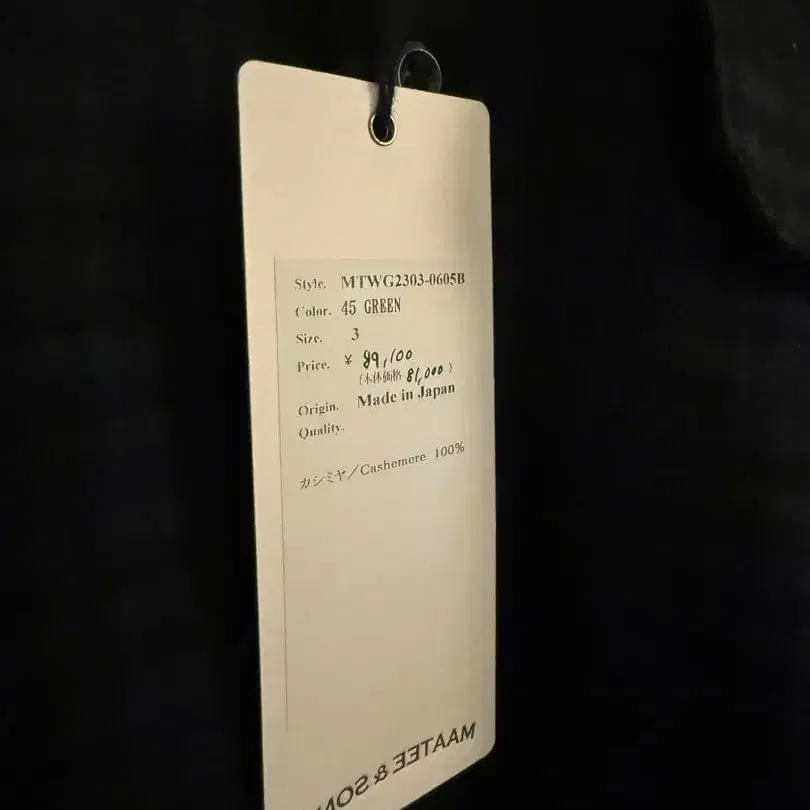 Style. MTWG2303-0605B
Color. 45 GREEN
Size. 3
Price. ¥ 89,100
(本体価格 81,000 )
Origin. Made in Japan
Quality.
カシミヤ/Cashemere 100%
MAATEE & SON